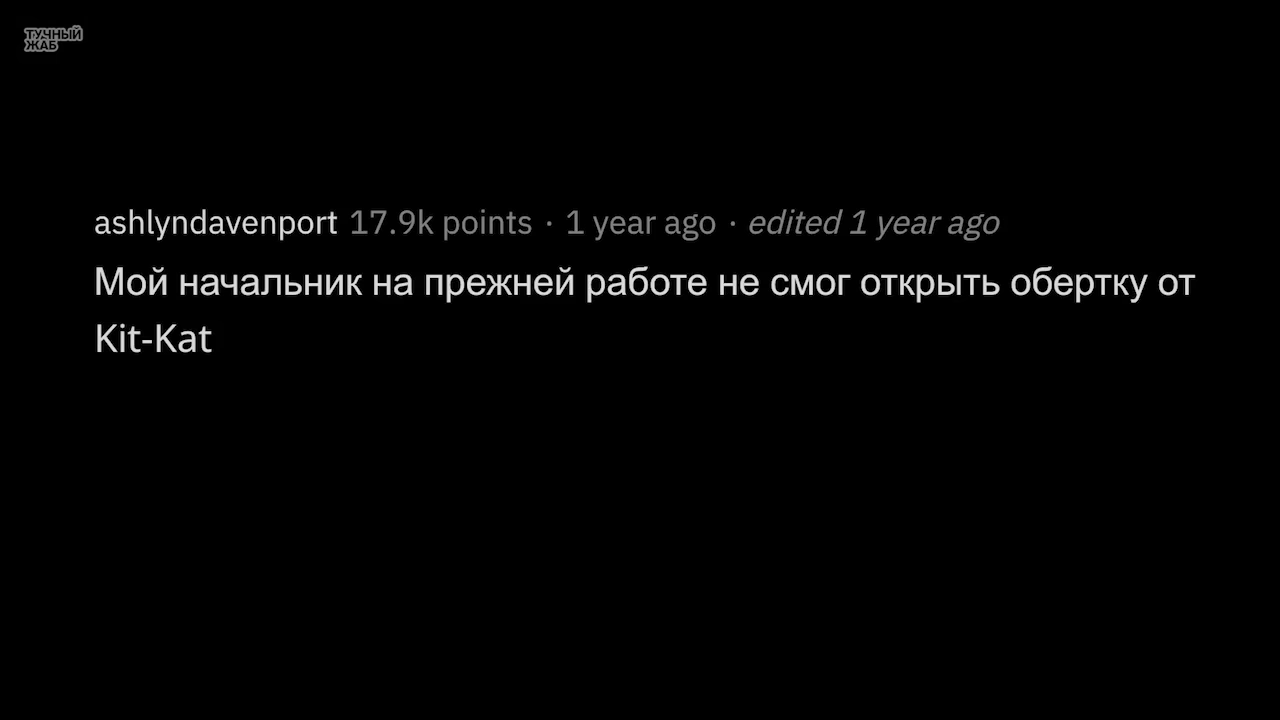 ТУЧНЫЙ
ЖАБ
ashlyndavenport 17.9k points · 1 year ago · edited 1 year ago
Мой начальник на прежней работе не смог открыть обертку от
Kit-Kat